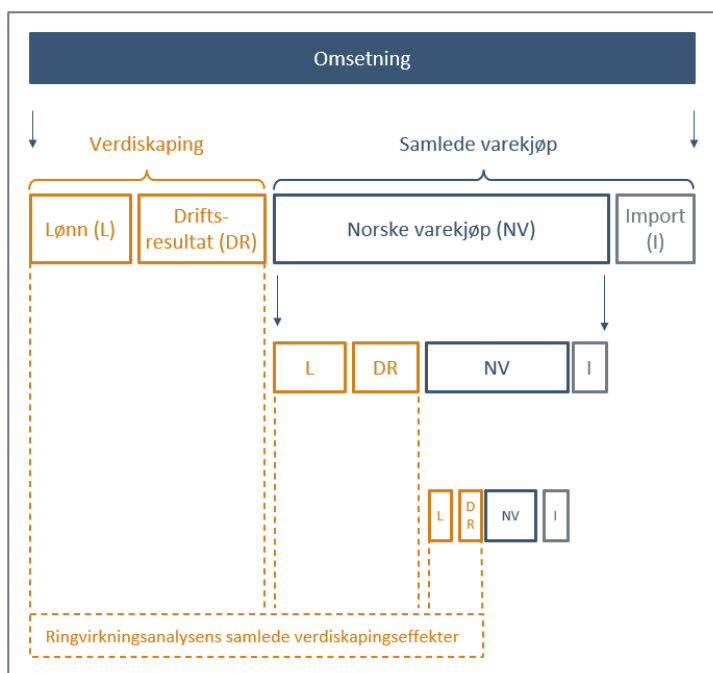 Omsetning
Verdiskaping
Samlede varekjøp
Lønn (L)
Drifts-
resultat (DR)
Norske varekjøp (NV)
Import
(I)
L
DR
NV
I
L
D
R
NV
I
Ringvirkningsanalysens samlede verdiskapingseffekter